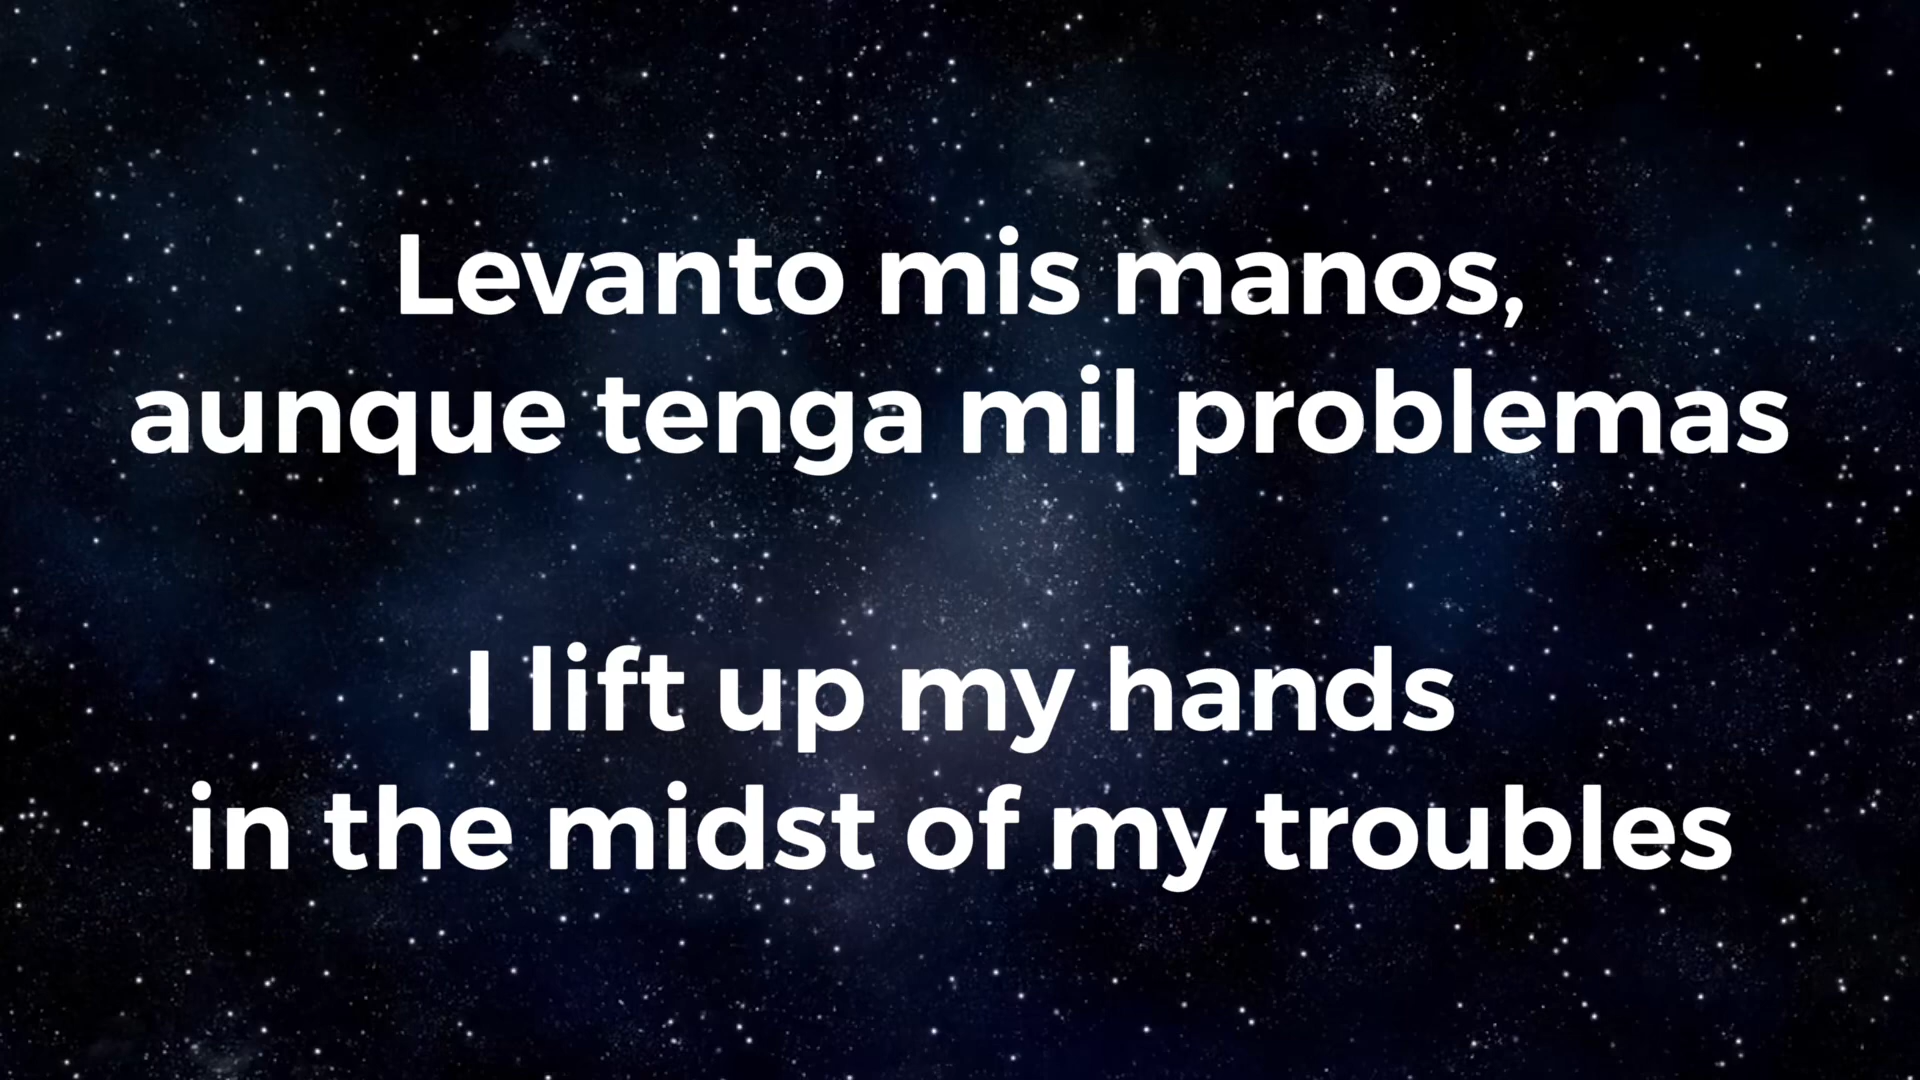 Levanto mis manos,
aunque tenga mil problemas
I lift up my hands
in the midst of my troubles